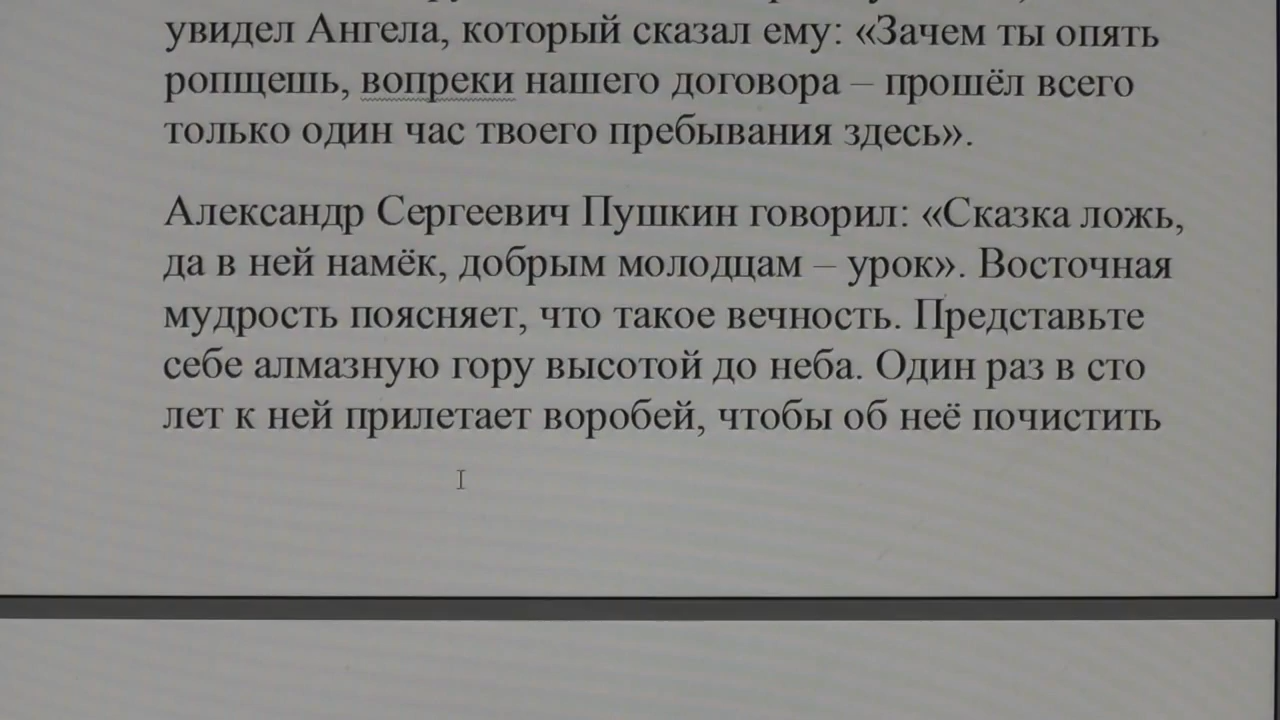 увидел Ангела, который сказал ему: «Зачем ты опять
ропщешь, вопреки нашего договора – прошёл всего
только один час твоего пребывания здесь».
Александр Сергеевич Пушкин говорил: «Сказка ложь,
да в ней намёк, добрым молодцам – урок». Восточная
мудрость поясняет, что такое вечность. Представьте
себе алмазную гору высотой до неба. Один раз в сто
лет к ней прилетает воробей, чтобы об неё почистить